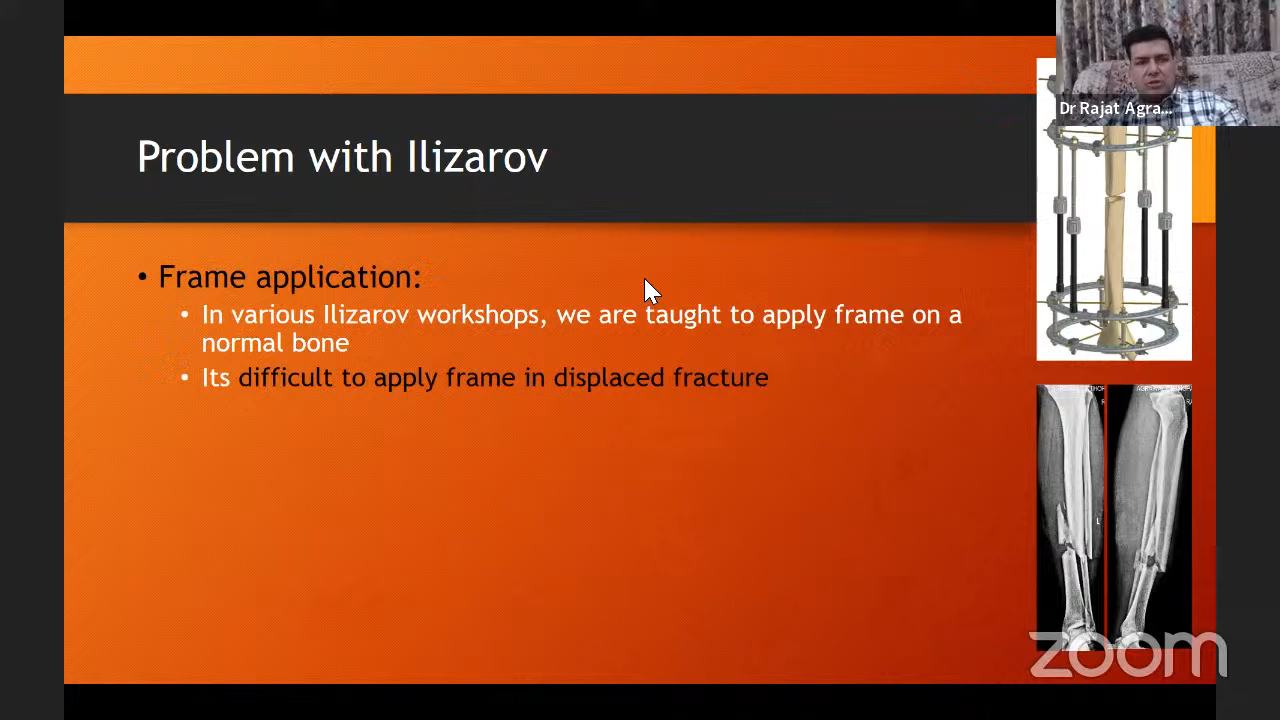 Dr Rajat Agra...
Problem with Ilizarov
• Frame application:
• In various Ilizarov workshops, we are taught to apply frame on a
normal bone
• Its difficult to apply frame in displaced fracture
L
zoom